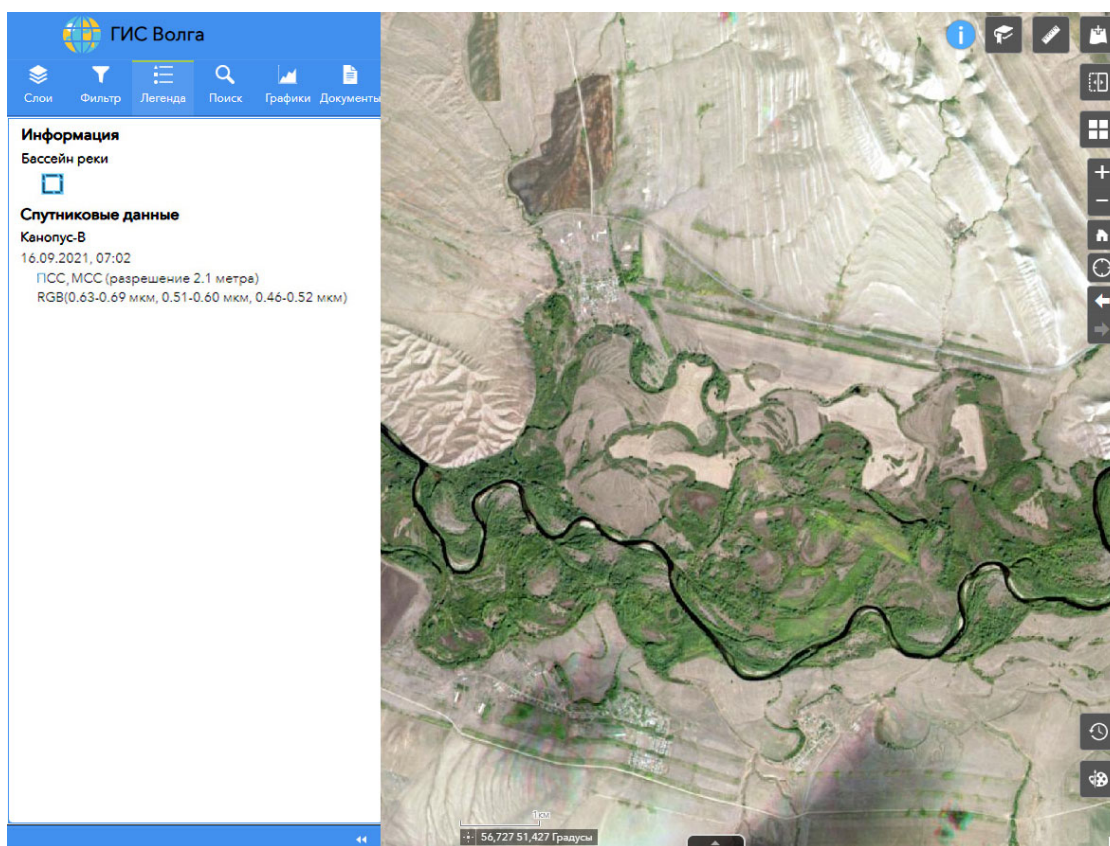 ГИС Волга
Слои Фильтр Легенда Поиск Графики Документы
Информация
Бассейн реки
Спутниковые данные
Канопус-В
16.09.2021, 07:02
ПСС, МСС (разрешение 2.1 метра)
RGB(0.63-0.69 мкм, 0.51-0.60 мкм, 0.46-0.52 мкм)
1км
56,727 51,427 Градусы